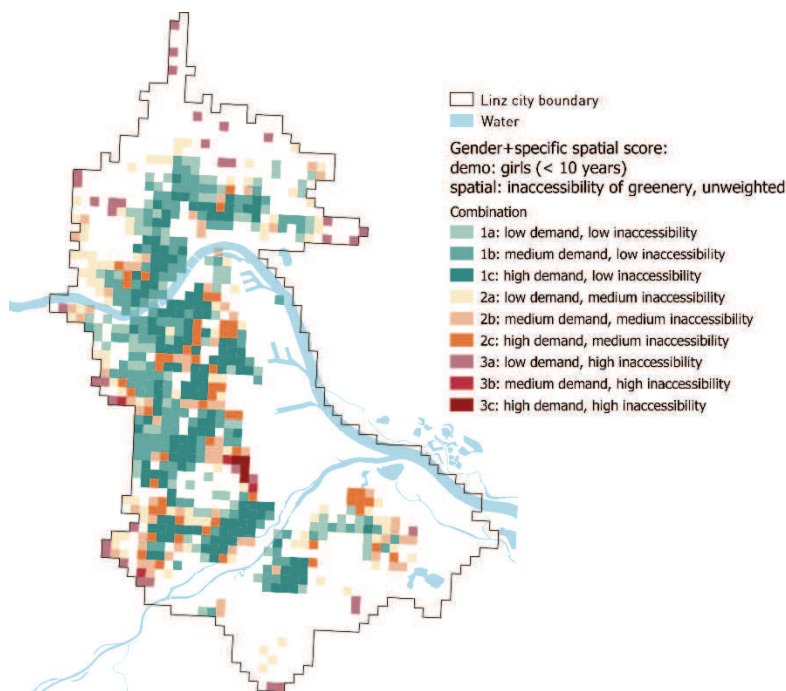 Linz city boundary
Water
Gender+specific spatial score:
demo: girls (< 10 years)
spatial: inaccessibility of greenery, unweighted
Combination
1a: low demand, low inaccessibility
1b: medium demand, low inaccessibility
1c: high demand, low inaccessibility
2a: low demand, medium inaccessibility
2b: medium demand, medium inaccessibility
2c: high demand, medium inaccessibility
3a: low demand, high inaccessibility
3b: medium demand, high inaccessibility
3c: high demand, high inaccessibility